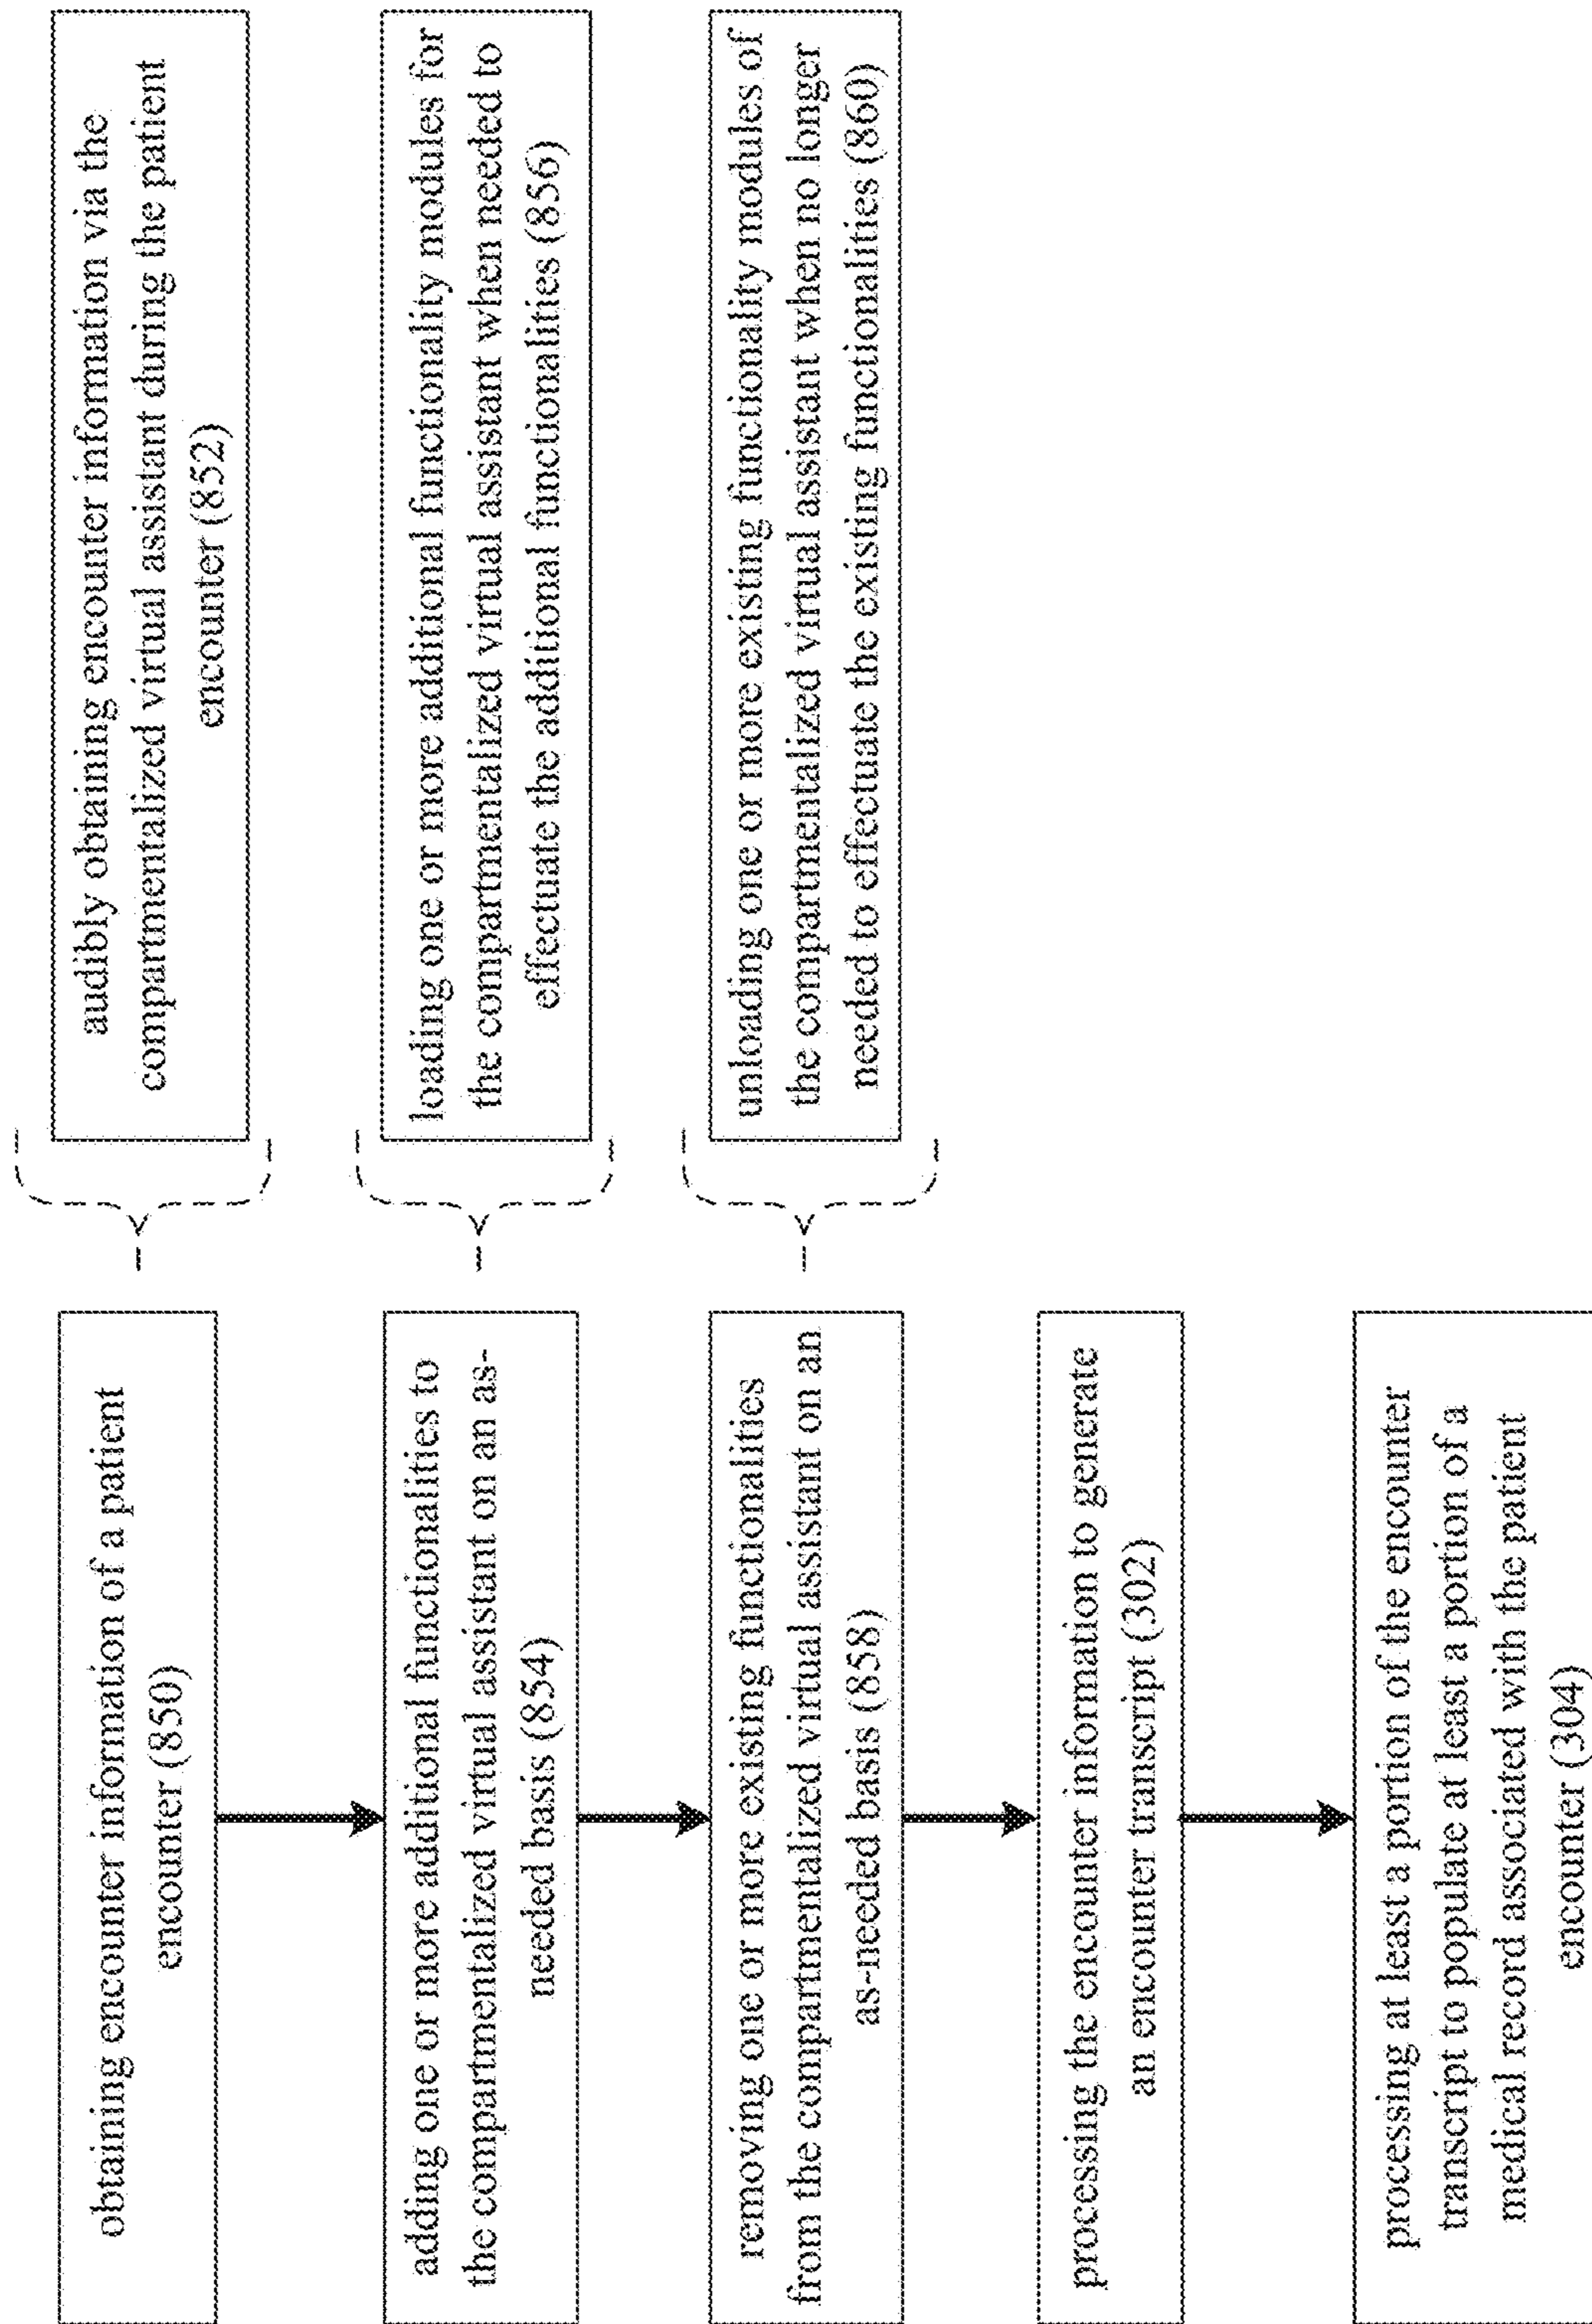 obtaining encounter information of a patient
encounter (850)
audibly obtaining encounter information via the
compartmentalized virtual assistant during the patient
encounter (852)
adding one or more additional functionalities to
the compartmentalized virtual assistant on an as-
needed basis (854)
loading one or more additional functionality modules for
the compartmentalized virtual assistant when needed to
effectuate the additional functionalities (856)
removing one or more existing functionalities
from the compartmentalized virtual assistant on an
as-needed basis (858)
unloading one or more existing functionality modules of
the compartmentalized virtual assistant when no longer
needed to effectuate the existing functionalities (860)
processing the encounter information to generate
an encounter transcript (302)
processing at least a portion of the encounter
transcript to populate at least a portion of a
medical record associated with the patient
encounter (304)